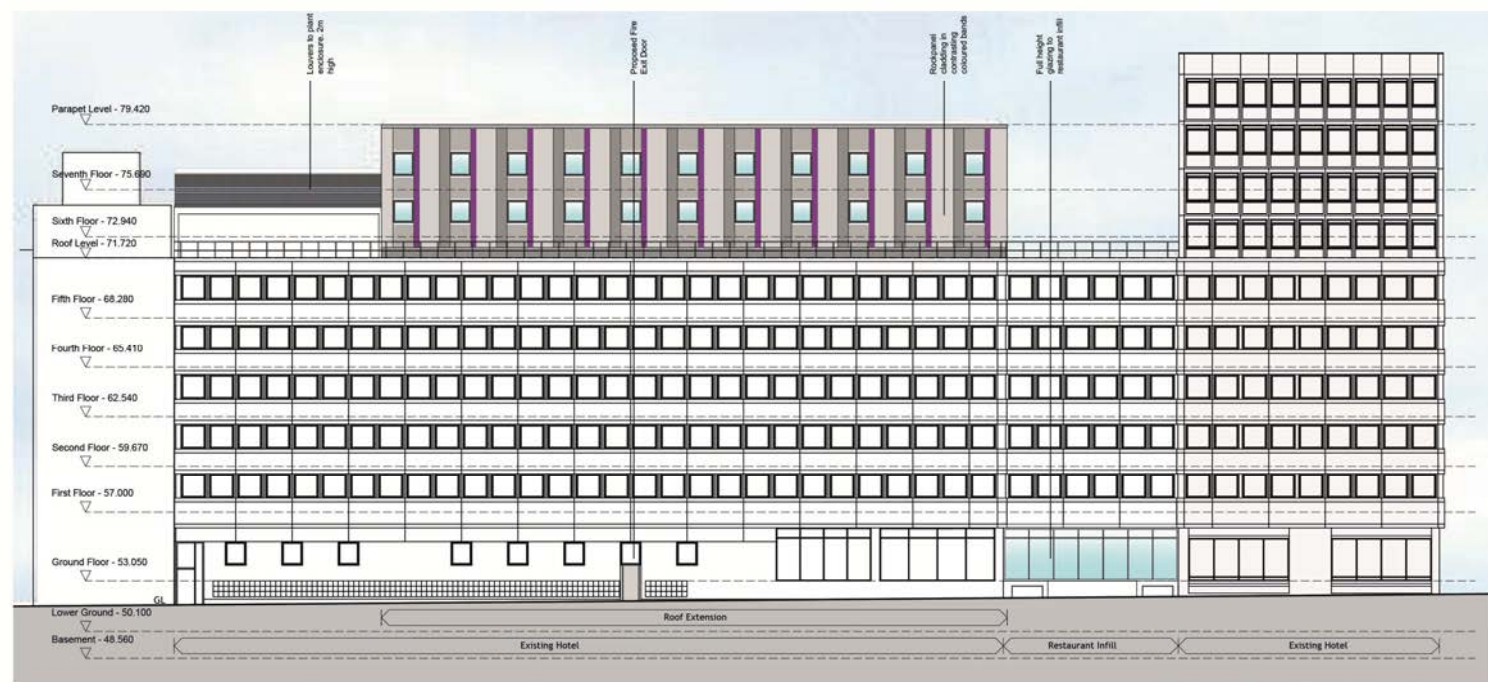 Louvers to plant
enclosure. 2m
high
Proposed Fire
Exit Door
Rockpanel
cladding in
contrasting
coloured bands
Full height
glazing to
restaurant infill
Parapet Level - 79.420
Seventh Floor - 75.690
Sixth Floor - 72.940
Roof Level - 71.720
Fifth Floor - 68.280
Fourth Floor - 65.410
Third Floor - 62.540
Second Floor - 59.670
First Floor - 57.000
Ground Floor - 53.050
GL
Lower Ground - 50.100
Roof Extension
Basement - 48.560
Existing Hotel
Restaurant Infill
Existing Hotel